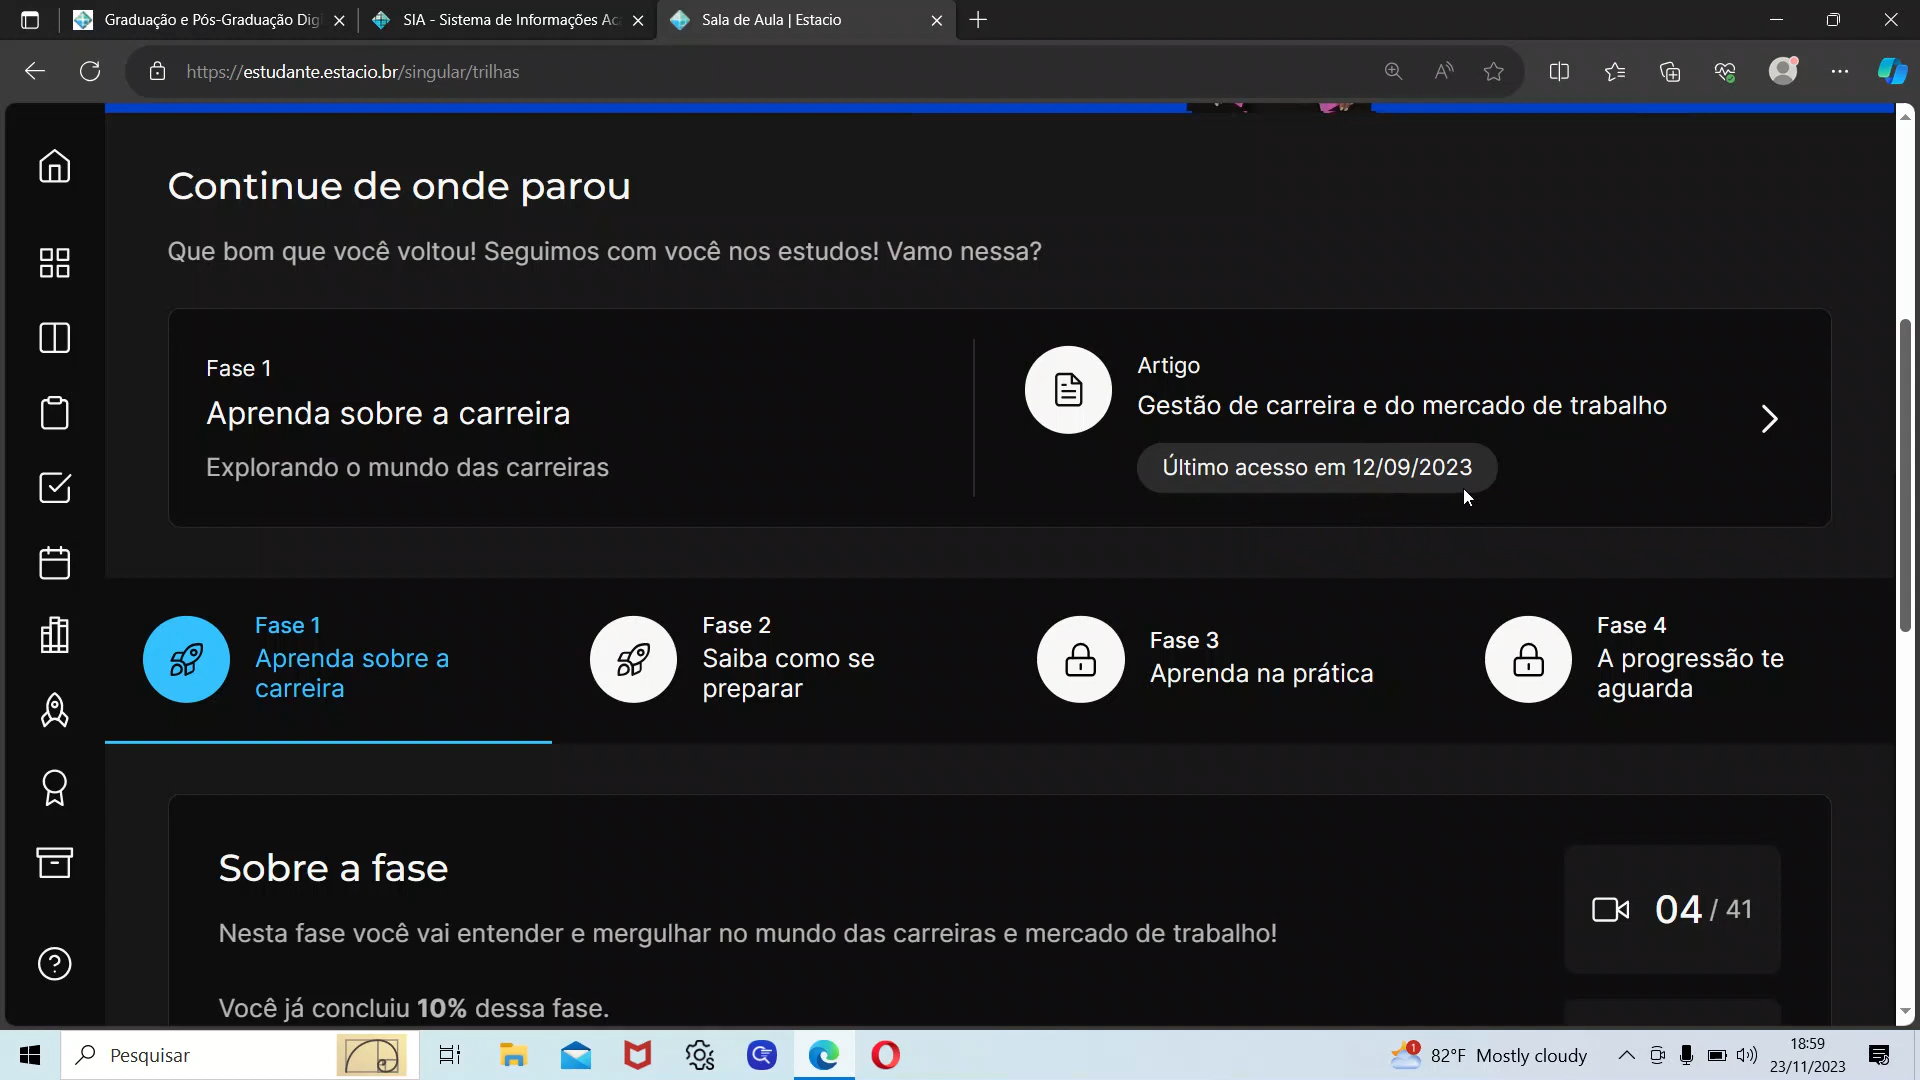 Graduação e Pós-Graduação Dig
SIA - Sistema de Informações Ac
Sala de Aula | Estacio
https://estudante.estacio.br/singular/trilhas
Continue de onde parou
Que bom que você voltou! Seguimos com você nos estudos! Vamo nessa?
Fase 1
Aprenda sobre a carreira
Explorando o mundo das carreiras
Artigo
Gestão de carreira e do mercado de trabalho
Último acesso em 12/09/2023
Fase 1
Aprenda sobre a
carreira
Fase 2
Saiba como se
preparar
Fase 3
Aprenda na prática
Fase 4
A progressão te
aguarda
Sobre a fase
Nesta fase você vai entender e mergulhar no mundo das carreiras e mercado de trabalho!
Você já concluiu 10% dessa fase.
04 / 41
Pesquisar
1
82°F Mostly cloudy
18:59
23/11/2023